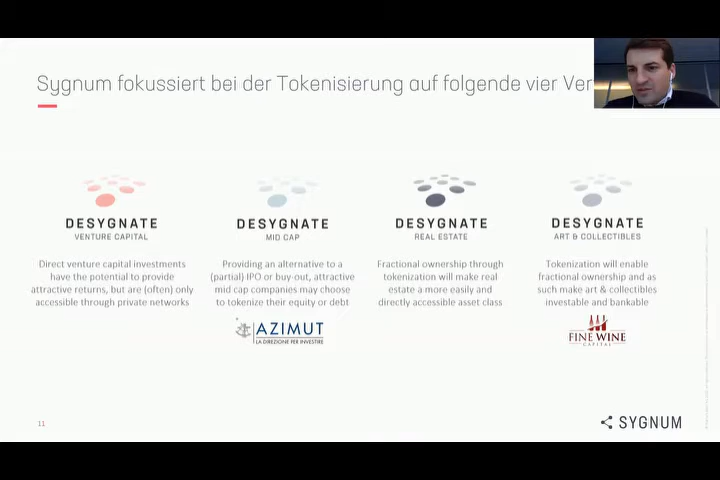 Sygnum fokussiert bei der Tokenisierung auf folgende vier Ver
DESYGNATE
VENTURE CAPITAL
Direct venture capital investments
have the potential to provide
attractive returns, but are (often) only
accessible through private networks
DESYGNATE
MID CAP
Providing an alternative to a
(partial) IPO or buy-out, attractive
mid cap companies may choose
to tokenize their equity or debt
AZIMUT
LA DIREZIONE PER INVESTIRE
DESYGNATE
REAL ESTATE
Fractional ownership through
tokenization will make real
estate a more easily and
directly accessible asset class
DESYGNATE
ART & COLLECTIBLES
Tokenization will enable
fractional ownership and as
such make art & collectibles
investable and bankable
FINE WINE
CAPITAL
11
SYGNUM